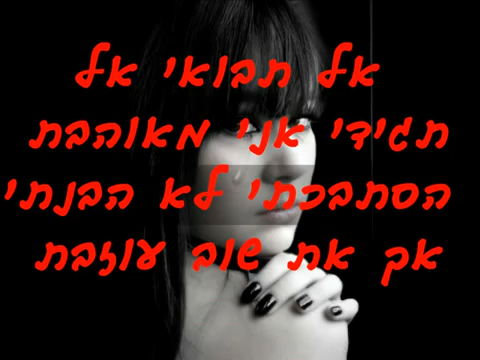 אל תבואי אל
תגידי אני מאוהבת
הסתבכתי לא הבנתי
אך את שוב עוזבת